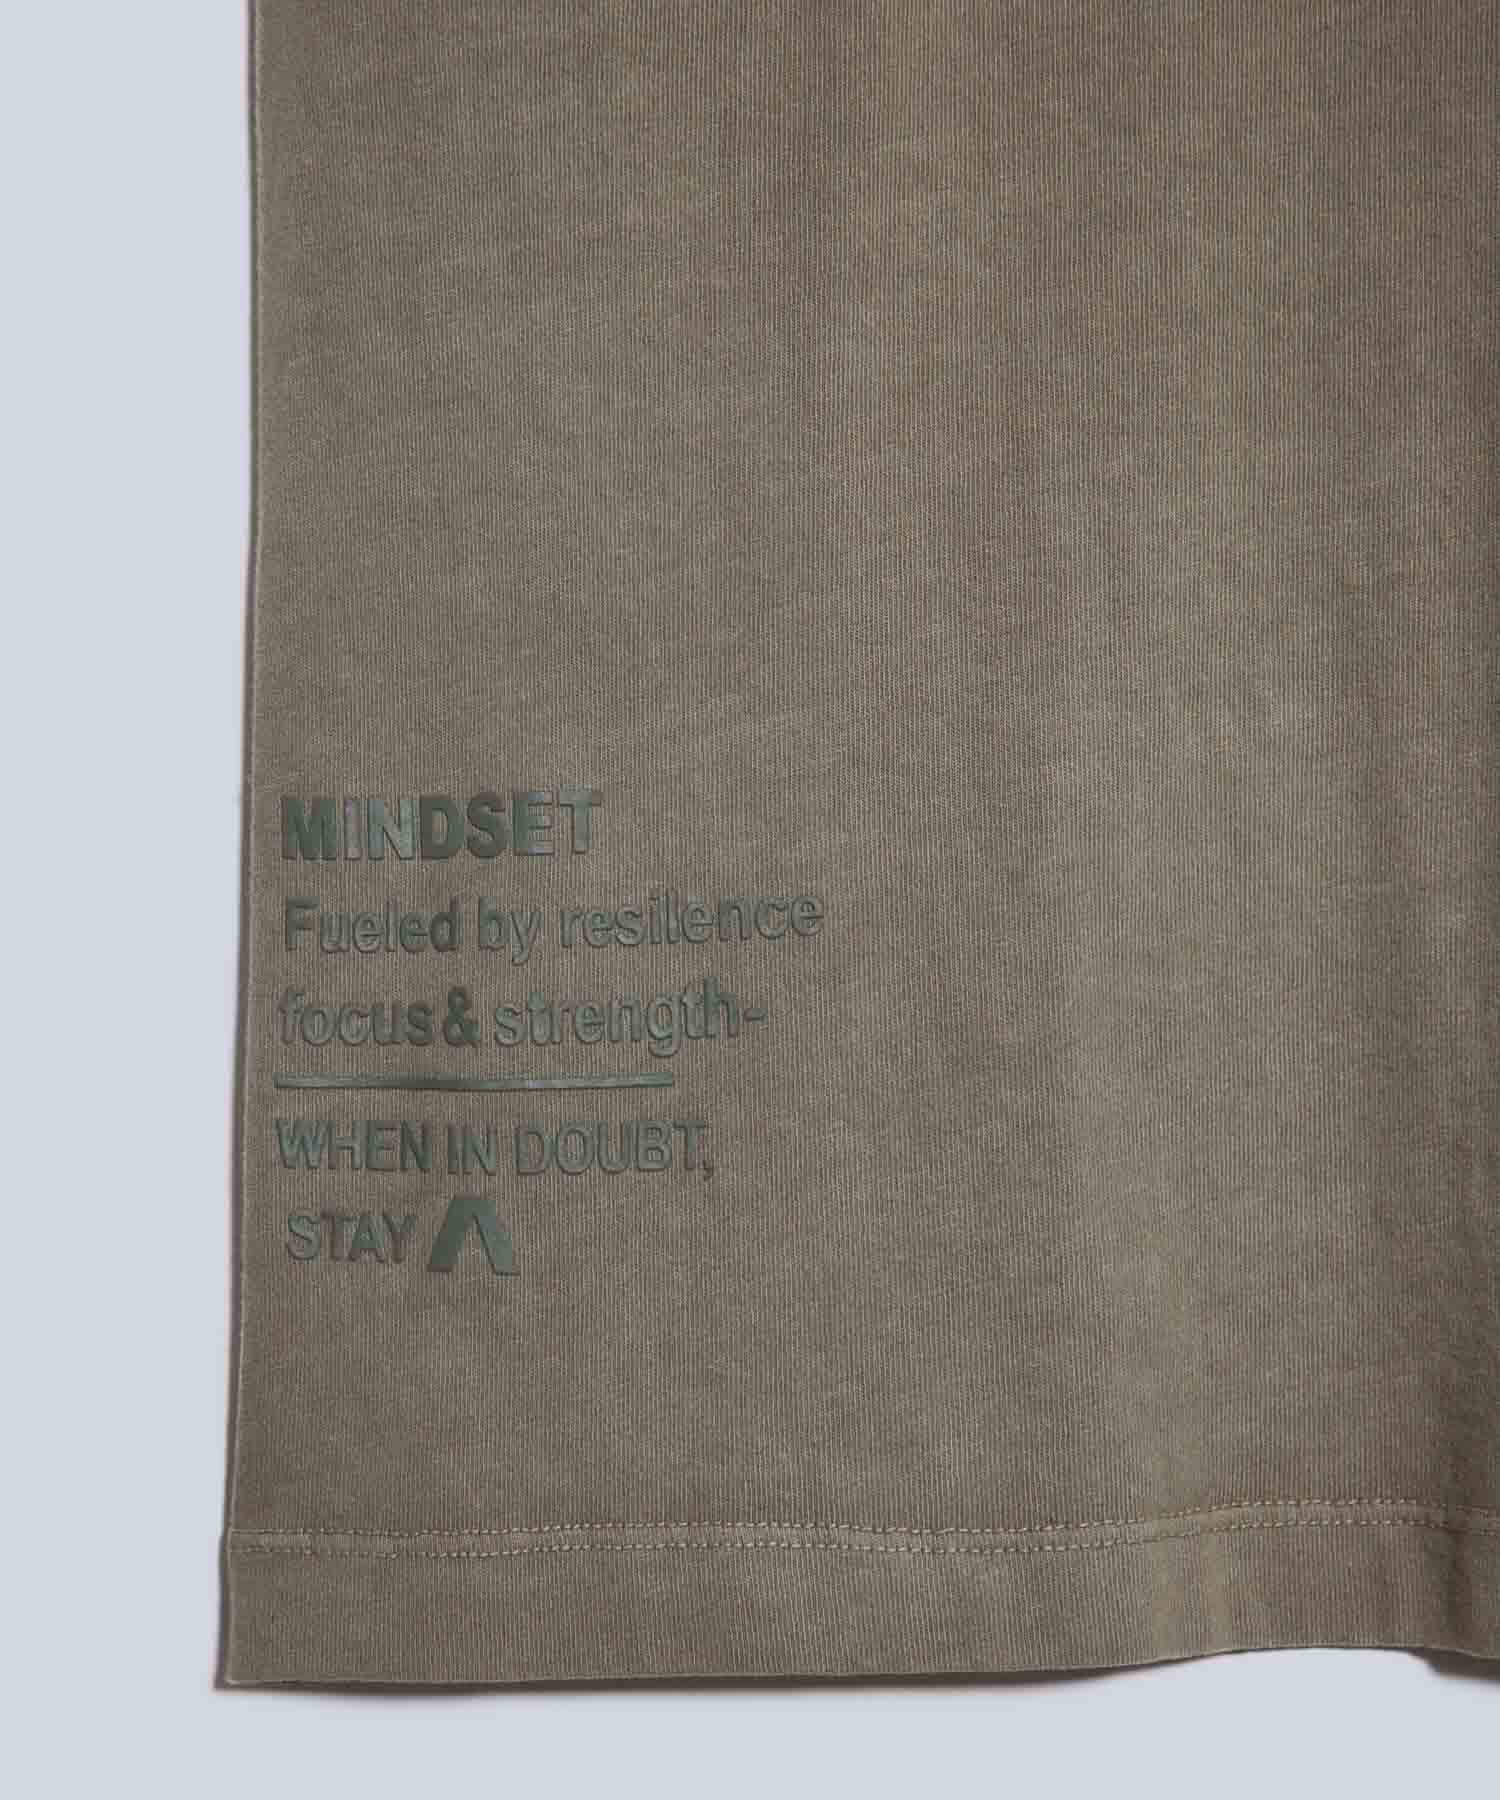 MINDSET
Fueled by resilence
focus & strength-
WHEN IN DOUBT,
STAY Λ